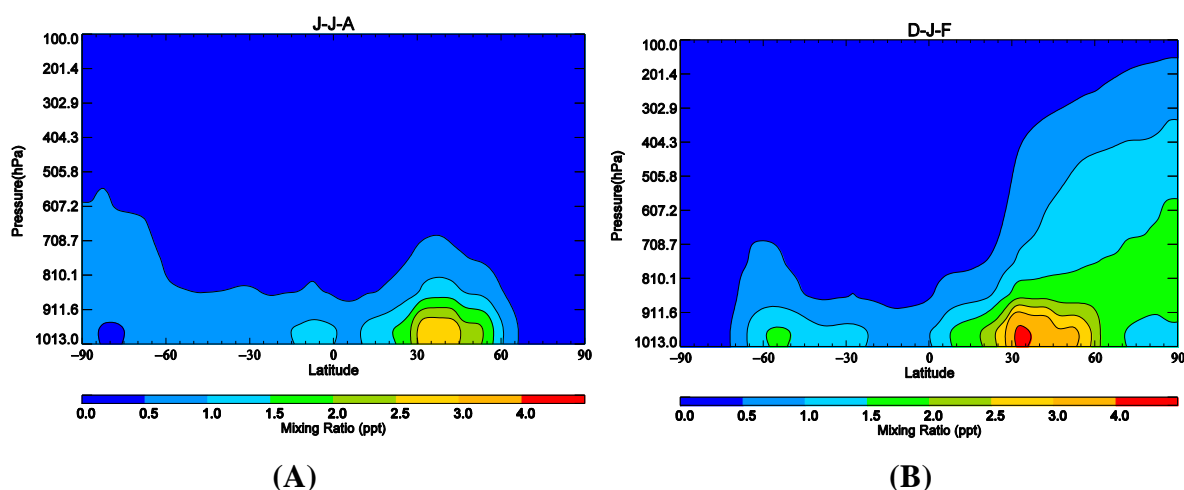 J-J-A
100.0
201.4
302.9
404.3
505.8
607.2
708.7
810.1
911.6
1013.0
Pressure(hPa)
−90 −60 −30 0 30 60 90
Latitude
0.0 0.5 1.0 1.5 2.0 2.5 3.0 4.0
Mixing Ratio (ppt)
(A)
D-J-F
100.0
201.4
302.9
404.3
505.8
607.2
708.7
810.1
911.6
1013.0
Pressure(hPa)
−90 −60 −30 0 30 60 90
Latitude
0.0 0.5 1.0 1.5 2.0 2.5 3.0 4.0
Mixing Ratio (ppt)
(B)